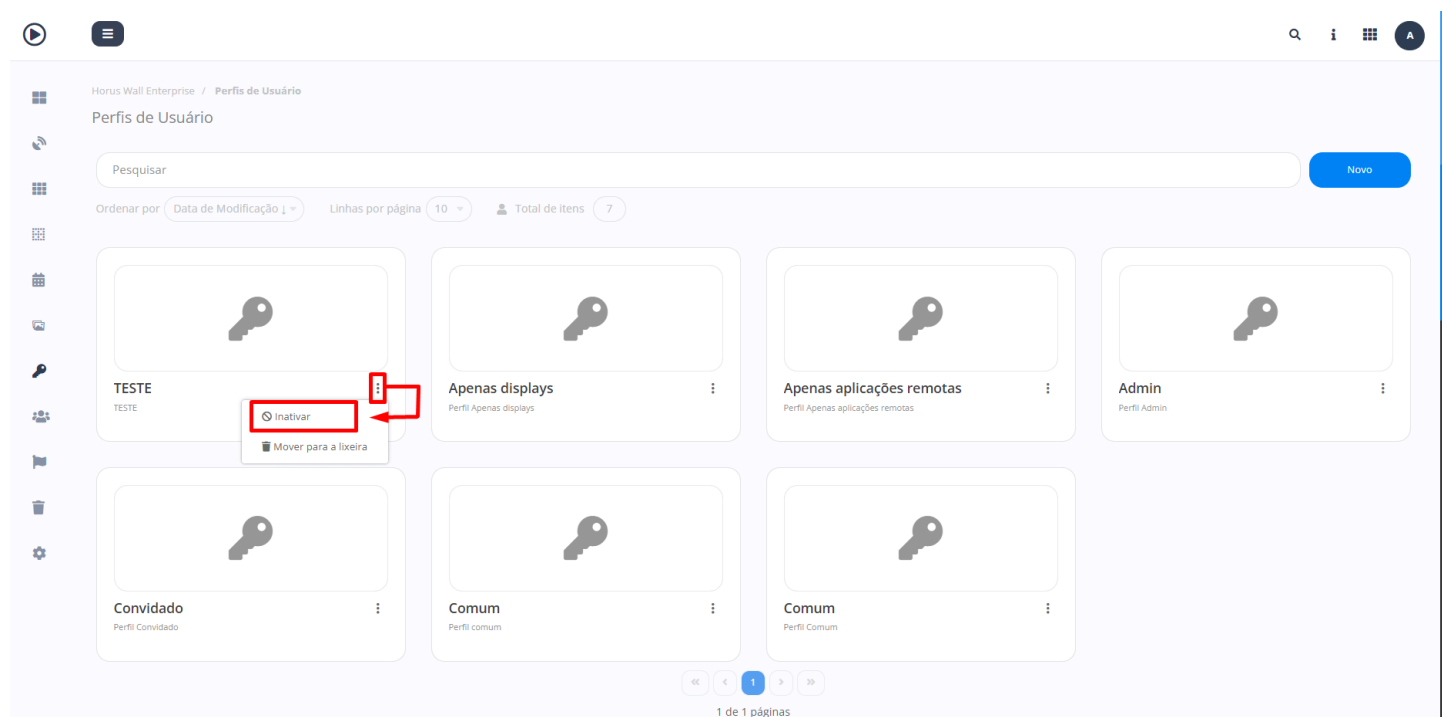 A
Horus Wall Enterprise / Perfis de Usuário
Perfis de Usuário
Pesquisar
Novo
Ordenar por Data de Modificação ↓ Linhas por página 10 Total de itens 7
TESTE
TESTE
Inativar
Mover para a lixeira
Apenas displays
Perfil Apenas displays
Apenas aplicações remotas
Perfil Apenas aplicações remotas
Admin
Perfil Admin
Convidado
Perfil Convidado
Comum
Perfil comum
Comum
Perfil Comum
« ‹ 1 › »
1 de 1 páginas